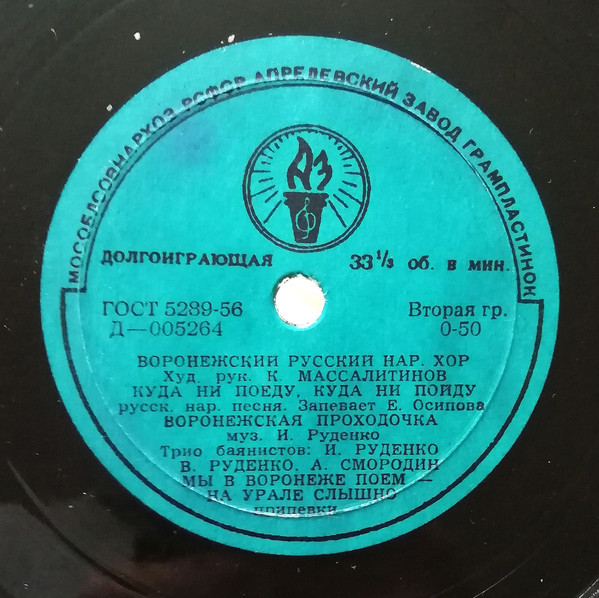 МОСОБЛСОВНАРХОЗ РСФСР АПРЕЛЕВСКИЙ ЗАВОД ГРАМПЛАСТИНОК
АЗ
ДОЛГОИГРАЮЩАЯ 33 1/3 об. в мин.
ГОСТ 5289-56 Вторая гр.
Д—005264 0-50
ВОРОНЕЖСКИЙ РУССКИЙ НАР. ХОР
Худ. рук. К. МАССАЛИТИНОВ
КУДА НИ ПОЕДУ, КУДА НИ ПОЙДУ
русск. нар. песня. Запевает Е. Осипова
ВОРОНЕЖСКАЯ ПРОХОДОЧКА
муз. И. Руденко
Трио баянистов: И. РУДЕНКО
В. РУДЕНКО, А. СМОРОДИН
МЫ В ВОРОНЕЖЕ ПОЕМ —
НА УРАЛЕ СЛЫШНО
припевки